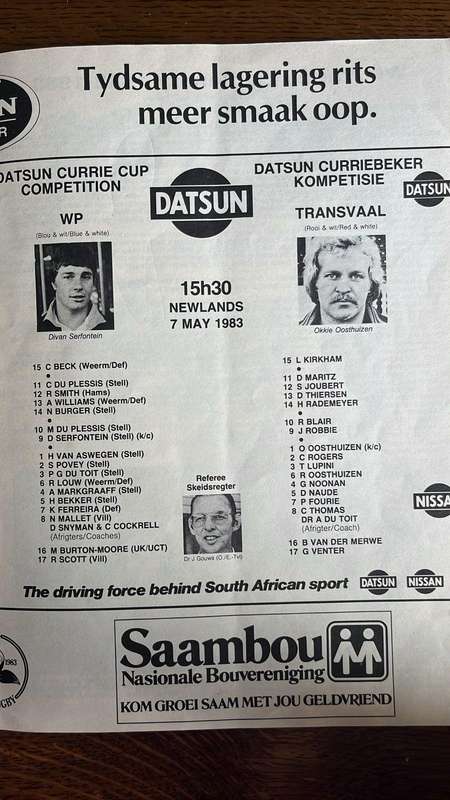 Tydsame lagering rits
meer smaak oop.
DATSUN CURRIE CUP
COMPETITION
WP
(Blou & wit/Blue & white)
Divan Serfontein
DATSUN
15h30
NEWLANDS
7 MAY 1983
DATSUN CURRIEBEKER
KOMPETISIE
DATSUN
TRANSVAAL
(Rooi & wit/Red & white)
Okkie Oosthuizen
15 C BECK (Weerm/Def)
11 C DU PLESSIS (Stell)
12 R SMITH (Hams)
13 A WILLIAMS (Weerm/Def)
14 N BURGER (Stell)
10 M DU PLESSIS (Stell)
9 D SERFONTEIN (Stell) (k/c)
1 H VAN ASWEGEN (Stell)
2 S POVEY (Stell)
3 P G DU TOIT (Stell)
6 R LOUW (Weerm/Def)
4 A MARKGRAAFF (Stell)
5 H BEKKER (Stell)
7 K FERREIRA (Def)
8 N MALLET (Vill)
D SNYMAN & C COCKRELL
(Afrigters/Coaches)
16 M BURTON-MOORE (UK/UCT)
17 R SCOTT (Vill)
Referee
Skeidsregter
Dr J Gouws (O./E.-Tvl)
15 L KIRKHAM
11 D MARITZ
12 S JOUBERT
13 D THIERSEN
14 H RADEMEYER
10 R BLAIR
9 J ROBBIE
1 O OOSTHUIZEN (k/c)
2 C ROGERS
3 T LUPINI
6 R OOSTHUIZEN
4 G NOONAN
5 D NAUDE
7 P FOURIE
8 C THOMAS
DR A DU TOIT
(Afrigter/Coach)
16 B VAN DER MERWE
17 G VENTER
NISSA
The driving force behind South African sport
DATSUN
NISSAN
Saambou
Nasionale Bouvereniging
KOM GROEI SAAM MET JOU GELDVRIEND
1983